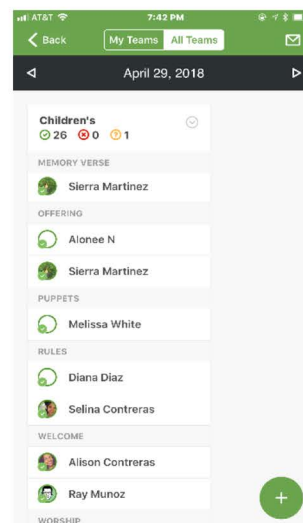 AT&T 7:42 PM
Back My Teams All Teams
April 29, 2018
Children's
26 0 1
MEMORY VERSE
Sierra Martinez
OFFERING
Alonee N
Sierra Martinez
PUPPETS
Melissa White
RULES
Diana Diaz
Selina Contreras
WELCOME
Alison Contreras
Ray Munoz
WORSHIP